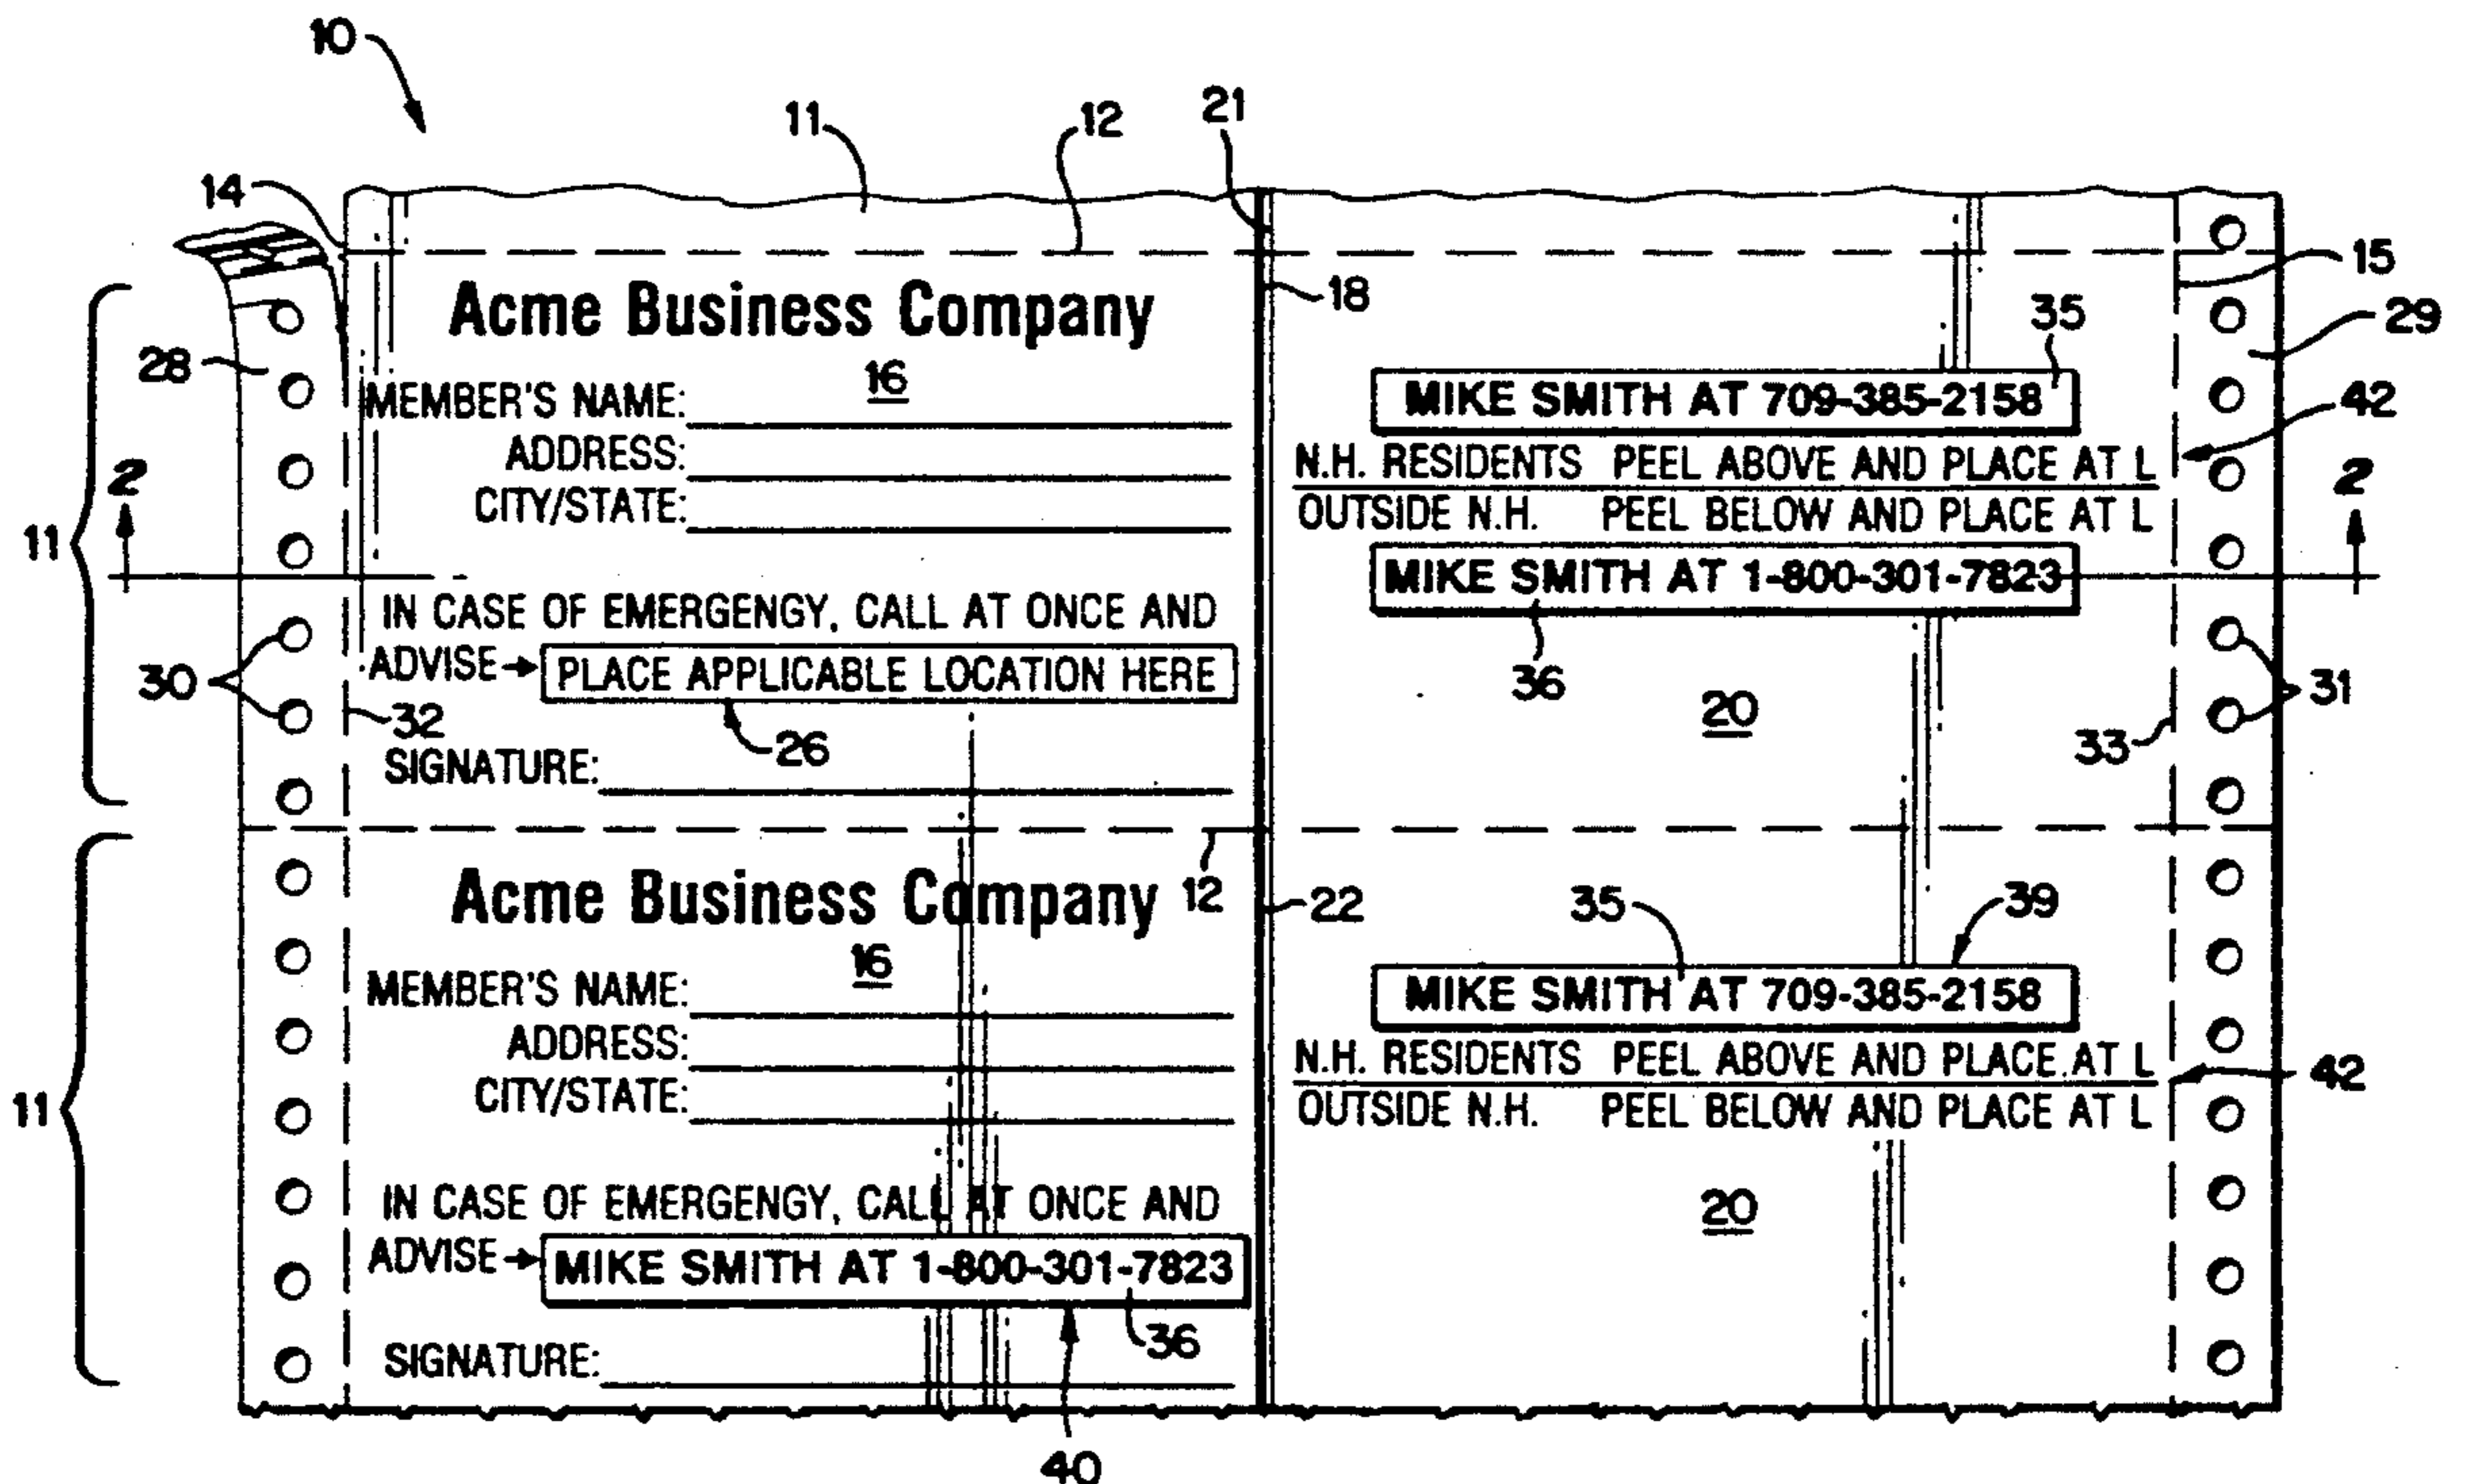 10
11 12 21
14
Acme Business Company
18
15
35
29
28
16
MEMBER'S NAME:
MIKE SMITH AT 709-385-2158
42
ADDRESS:
N.H. RESIDENTS PEEL ABOVE AND PLACE AT L
2
2
CITY/STATE:
OUTSIDE N.H. PEEL BELOW AND PLACE AT L
11
MIKE SMITH AT 1-800-301-7823
IN CASE OF EMERGENGY, CALL AT ONCE AND
ADVISE PLACE APPLICABLE LOCATION HERE
36
30
31
20
32
26
33
SIGNATURE:
Acme Business Company
12
22
35
39
16
MEMBER'S NAME:
MIKE SMITH AT 709-385-2158
ADDRESS:
N.H. RESIDENTS PEEL ABOVE AND PLACE AT L
42
CITY/STATE:
OUTSIDE N.H. PEEL BELOW AND PLACE AT L
11
IN CASE OF EMERGENGY, CALL AT ONCE AND
20
ADVISE MIKE SMITH AT 1-800-301-7823
36
SIGNATURE:
40